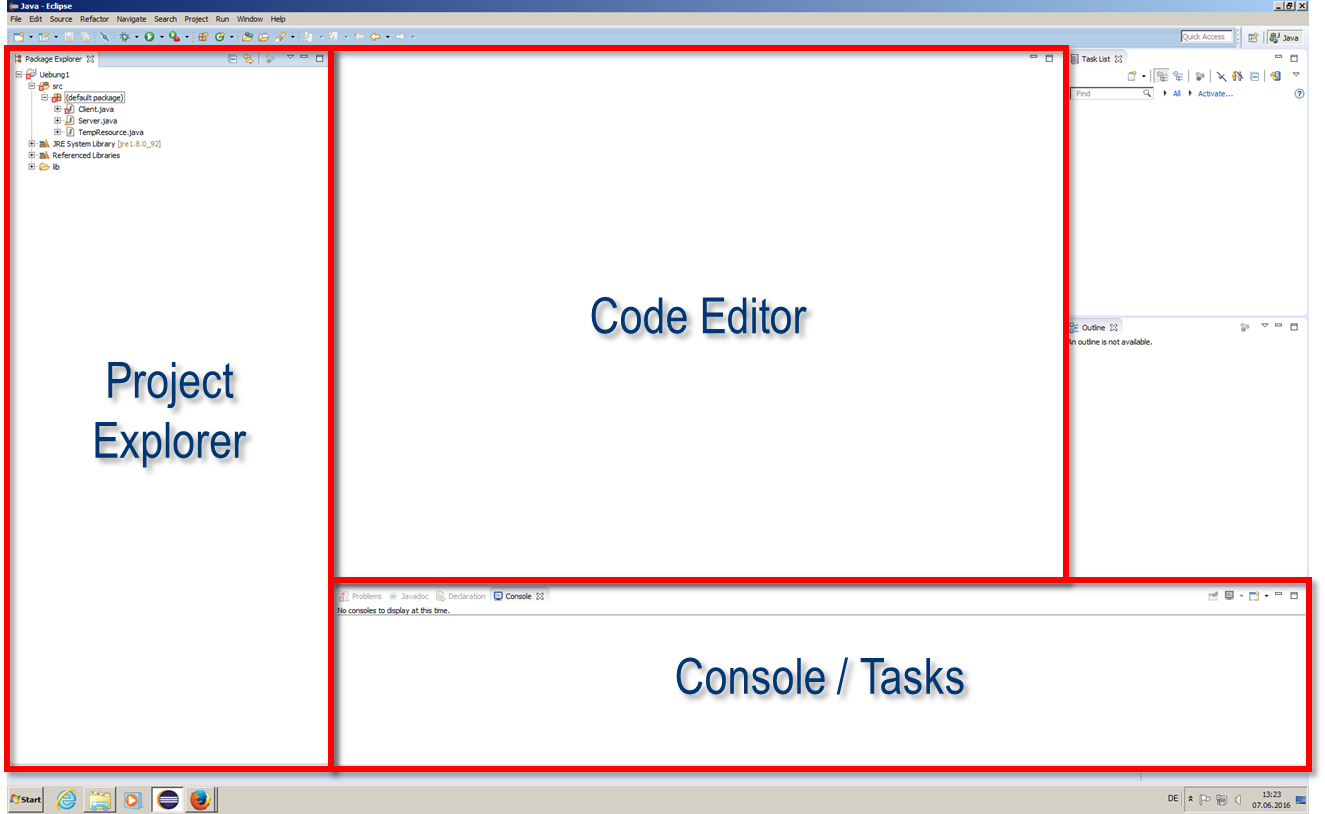 Java - Eclipse
File Edit Source Refactor Navigate Search Project Run Window Help
Quick Access
Java
Package Explorer
Uebung1
src
(default package)
Client.java
Server.java
TempResource.java
JRE System Library [jre1.8.0_92]
Referenced Libraries
lib
Project
Explorer
Code Editor
Task List
Find
All
Activate...
Outline
An outline is not available.
Problems
Javadoc
Declaration
Console
No consoles to display at this time.
Console / Tasks
Start
DE
13:23
07.06.2016